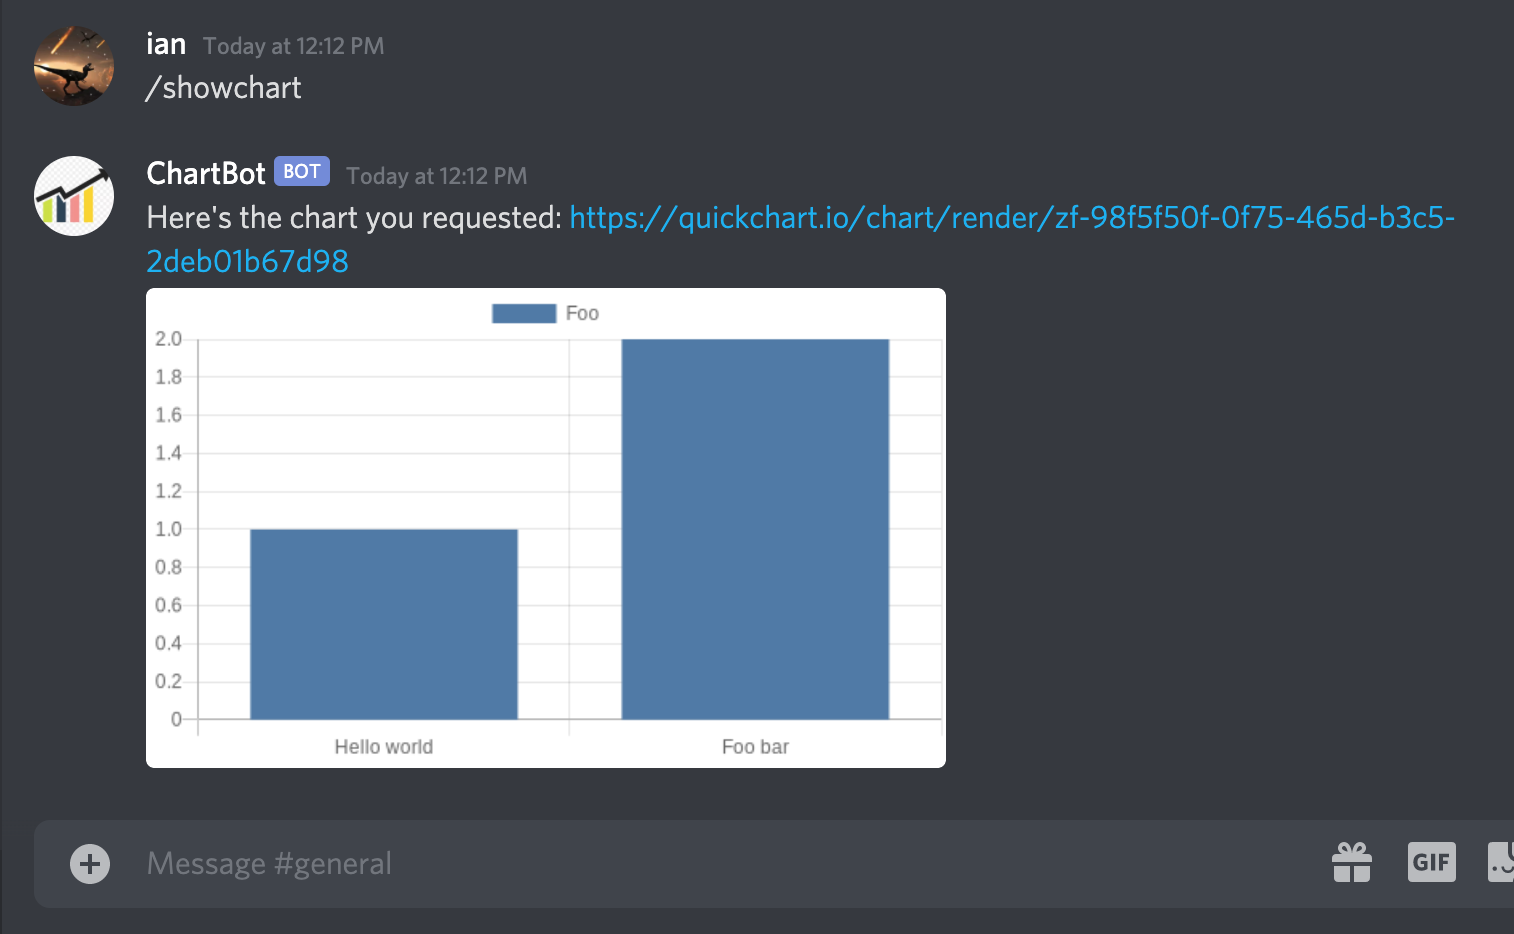 ian Today at 12:12 PM
/showchart
ChartBot BOT Today at 12:12 PM
Here's the chart you requested: https://quickchart.io/chart/render/zf-98f5f50f-0f75-465d-b3c5-
2deb01b67d98
Foo
2.0
1.8
1.6
1.4
1.2
1.0
0.8
0.6
0.4
0.2
0
Hello world Foo bar
Message #general GIF